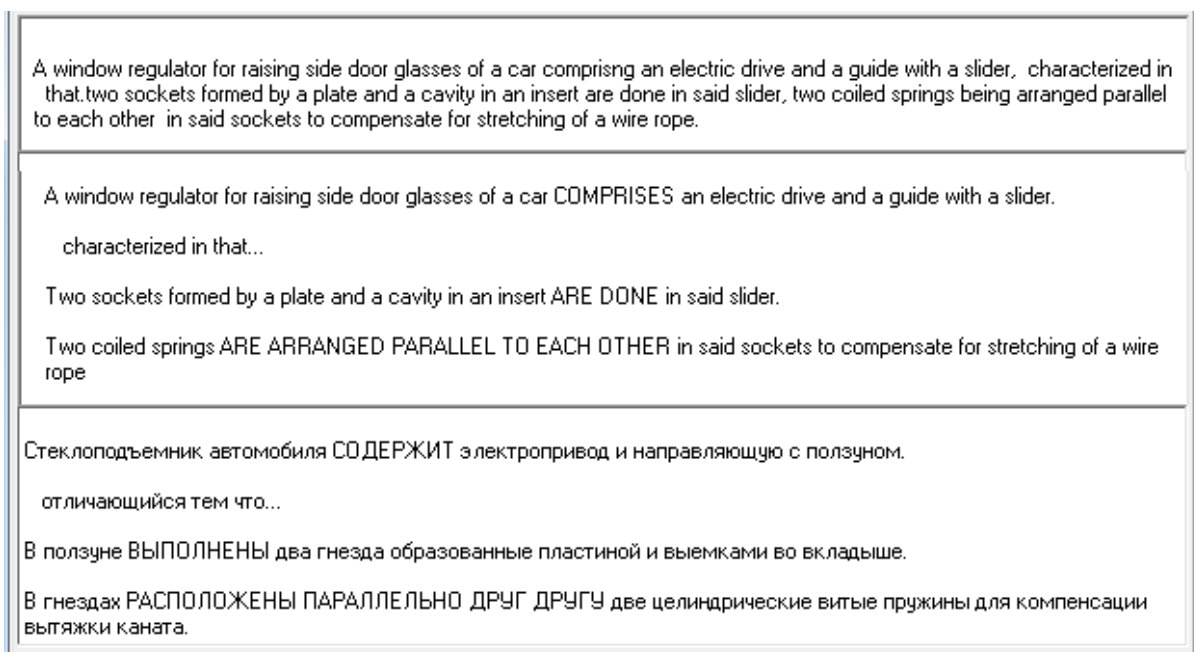 A window regulator for raising side door glasses of a car comprisng an electric drive and a guide with a slider, characterized in
that.two sockets formed by a plate and a cavity in an insert are done in said slider, two coiled springs being arranged parallel
to each other in said sockets to compensate for stretching of a wire rope.
A window regulator for raising side door glasses of a car COMPRISES an electric drive and a guide with a slider.
characterized in that...
Two sockets formed by a plate and a cavity in an insert ARE DONE in said slider.
Two coiled springs ARE ARRANGED PARALLEL TO EACH OTHER in said sockets to compensate for stretching of a wire
rope
Стеклоподъемник автомобиля СОДЕРЖИТ электропривод и направляющую с ползуном.
отличающийся тем что...
В ползуне ВЫПОЛНЕНЫ два гнезда образованные пластиной и выемками во вкладыше.
В гнездах РАСПОЛОЖЕНЫ ПАРАЛЛЕЛЬНО ДРУГ ДРУГУ две целиндрические витые пружины для компенсации
вытяжки каната.